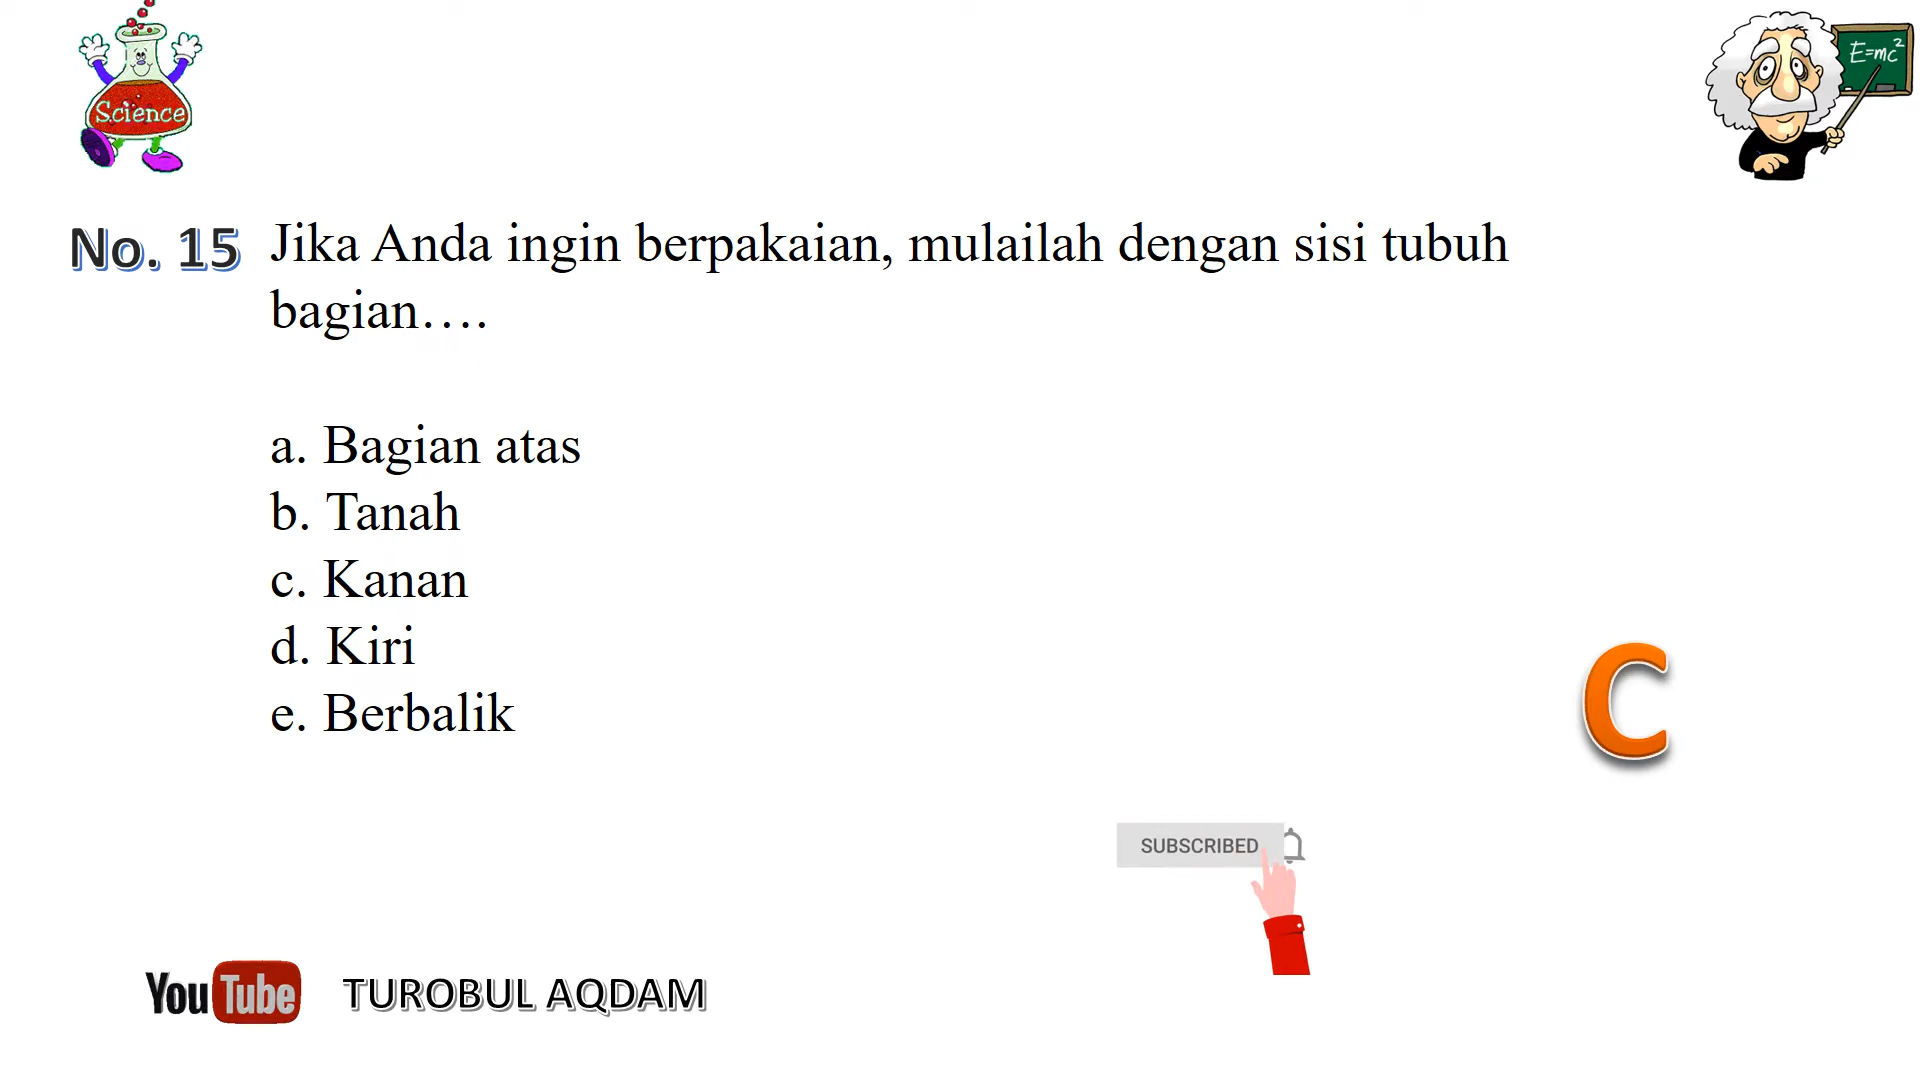 Science
E=mc²
No. 15 Jika Anda ingin berpakaian, mulailah dengan sisi tubuh
bagian....
a. Bagian atas
b. Tanah
c. Kanan
d. Kiri
e. Berbalik
C
SUBSCRIBED
YouTube TUROBUL AQDAM